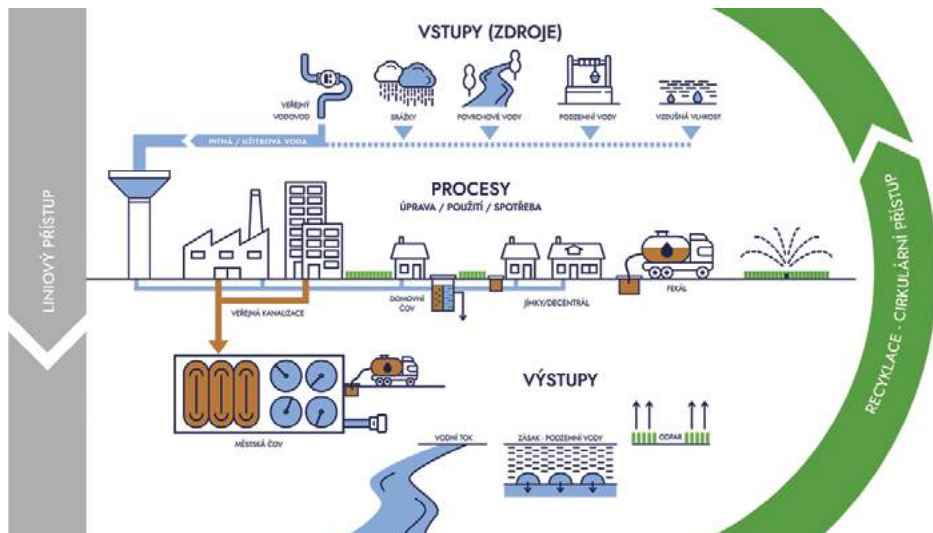 VSTUPY (ZDROJE)
VEŘEJNÝ
VODOVOD
SRÁŽKY
POVRCHOVÉ VODY
PODZEMNÍ VODY
VZDUŠNÁ VLHKOST
PITNÁ / UŽITKOVÁ VODA
LINIOVÝ PŘÍSTUP
PROCESY
ÚPRAVA / POUŽITÍ / SPOTŘEBA
VEŘEJNÁ KANALIZACE
DOMOVNÍ
ČOV
JÍMKY/DECENTRÁL
FEKÁL
RECYKLACE - CIRKULÁRNÍ PŘÍSTUP
MĚSTSKÁ ČOV
VÝSTUPY
VODNÍ TOK
ZÁSAK - PODZEMNÍ VODY
ODPAR